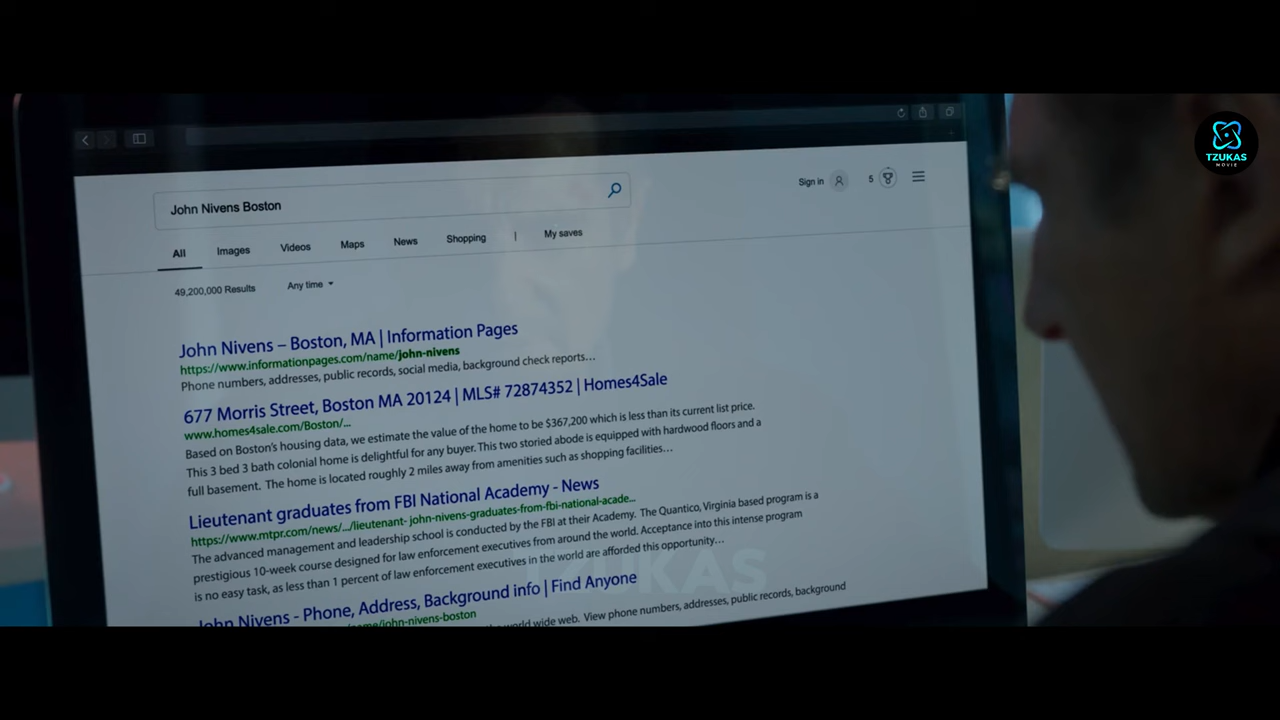 TZUKAS
MOVIE
John Nivens Boston
Sign in
5
All
Images
Videos
Maps
News
Shopping
|
My saves
49,200,000 Results
Any time
John Nivens – Boston, MA | Information Pages
https://www.informationpages.com/name/john-nivens
Phone numbers, addresses, public records, social media, background check reports...
677 Morris Street, Boston MA 20124 | MLS# 72874352 | Homes4Sale
www.homes4sale.com/Boston/...
Based on Boston's housing data, we estimate the value of the home to be $367,200 which is less than its current list price.
This 3 bed 3 bath colonial home is delightful for any buyer. This two storied abode is equipped with hardwood floors and a
full basement. The home is located roughly 2 miles away from amenities such as shopping facilities...
Lieutenant graduates from FBI National Academy - News
https://www.mtpr.com/news/.../lieutenant- john-nivens-graduates-from-fbi-national-acade...
The advanced management and leadership school is conducted by the FBI at their Academy. The Quantico, Virginia based program is a
prestigious 10-week course designed for law enforcement executives from around the world. Acceptance into this intense program
is no easy task, as less than 1 percent of law enforcement executives in the world are afforded this opportunity...
TZUKAS
John Nivens - Phone, Address, Background info | Find Anyone
name/john-nivens-boston
world wide web. View phone numbers, addresses, public records, background